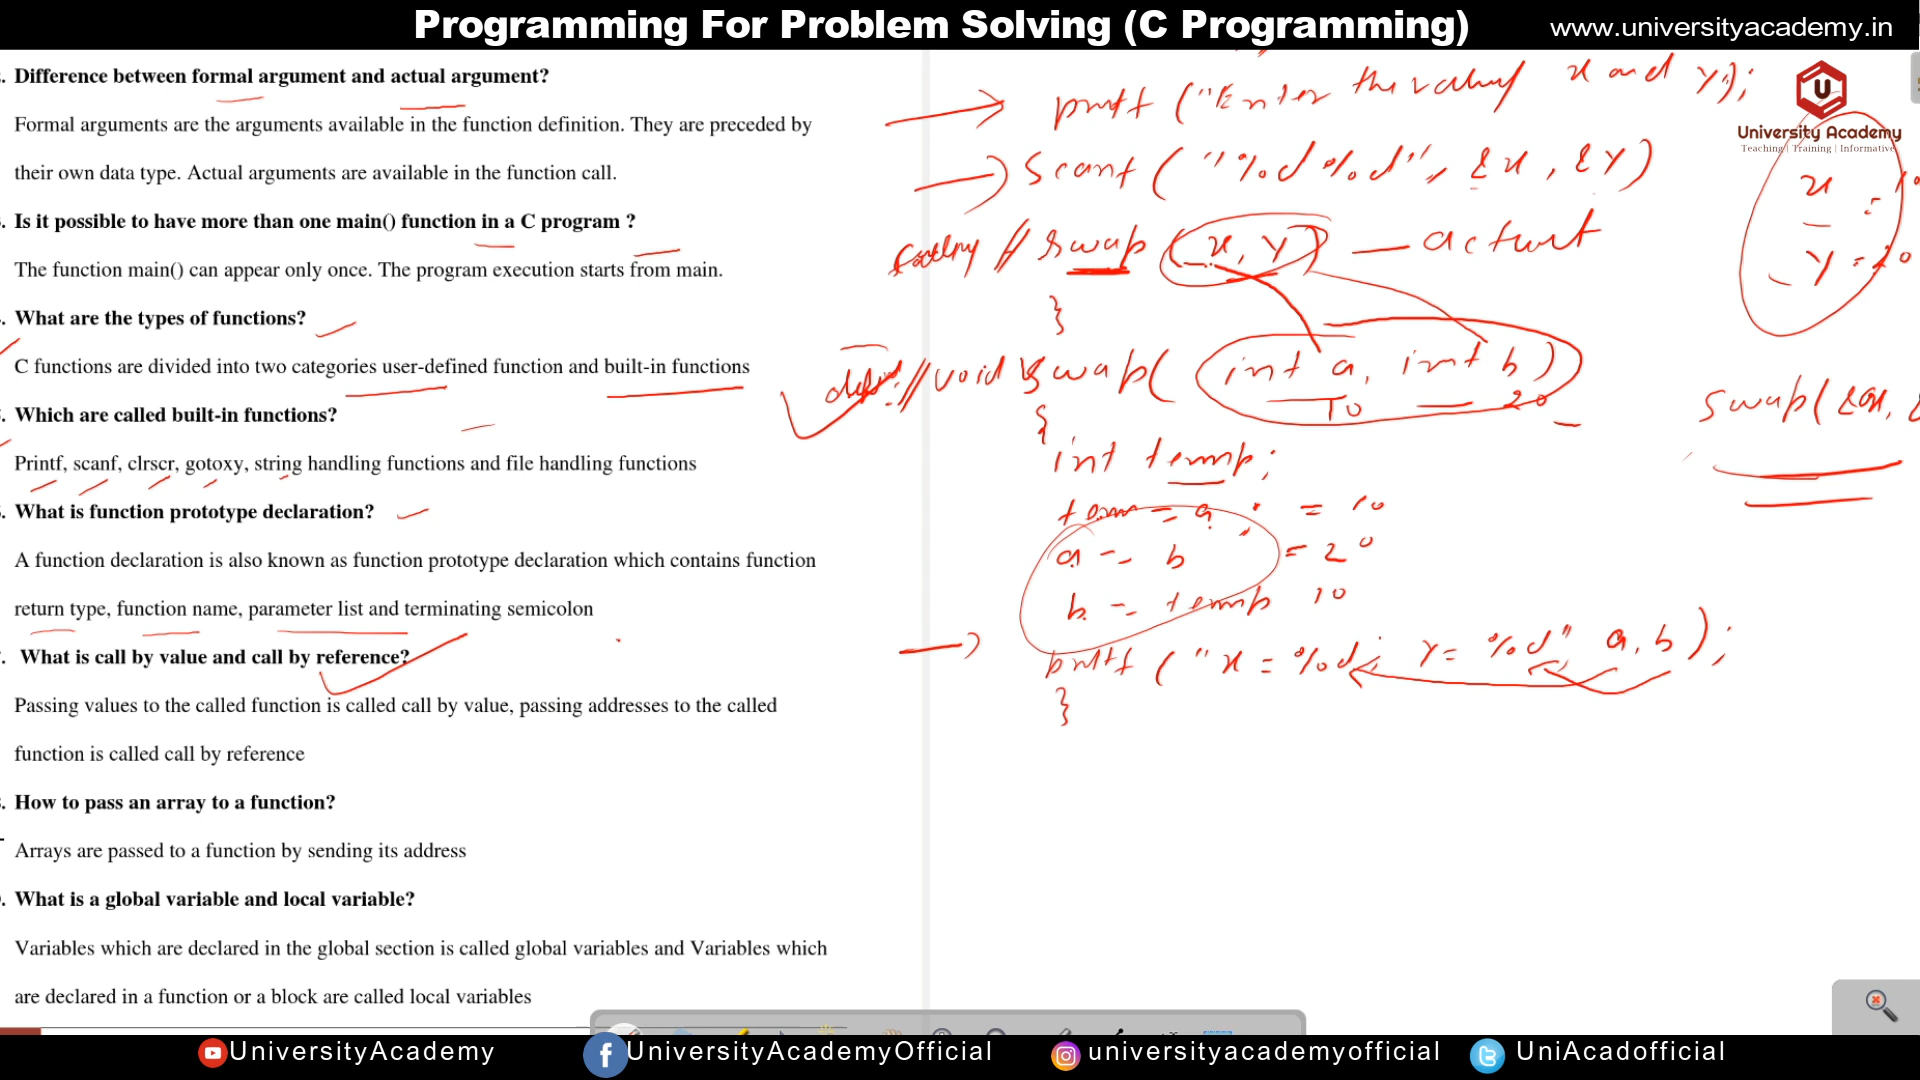 Programming For Problem Solving (C Programming)
www.universityacademy.in
. Difference between formal argument and actual argument?
Formal arguments are the arguments available in the function definition. They are preceded by
their own data type. Actual arguments are available in the function call.
. Is it possible to have more than one main() function in a C program ?
The function main() can appear only once. The program execution starts from main.
. What are the types of functions?
C functions are divided into two categories user-defined function and built-in functions
. Which are called built-in functions?
Printf, scanf, clrscr, gotoxy, string handling functions and file handling functions
. What is function prototype declaration?
A function declaration is also known as function prototype declaration which contains function
return type, function name, parameter list and terminating semicolon
. What is call by value and call by reference?
Passing values to the called function is called call by value, passing addresses to the called
function is called call by reference
. How to pass an array to a function?
Arrays are passed to a function by sending its address
. What is a global variable and local variable?
Variables which are declared in the global section is called global variables and Variables which
are declared in a function or a block are called local variables
printf ("Enter the value of x and y");
scanf ("%d %d", &x, &y)
// swap (x, y) — actual
}
// void swap( int a, int b)
10 20
{
int temp;
tem = a ; = 10
a = b = 20
b = temp 10
printf ("x = %d, y = %d" a, b);
}
x = 10
y = 20
swap(&x, &
U
University Academy
Teaching | Training | Informative
UniversityAcademy
UniversityAcademyOfficial
universityacademyofficial
UniAcadofficial